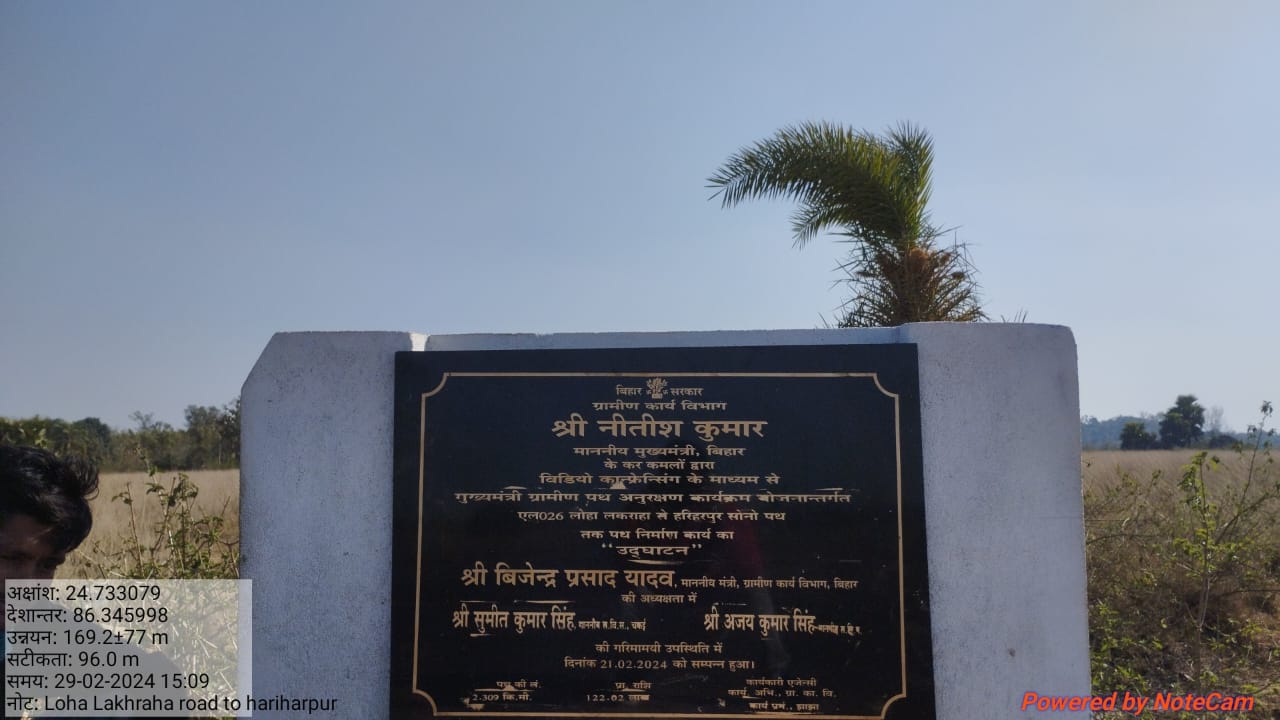 बिहार सरकार
ग्रामीण कार्य विभाग
श्री नीतीश कुमार
माननीय मुख्यमंत्री, बिहार
के कर कमलों द्वारा
विडियो कान्फ्रेन्सिंग के माध्यम से
मुख्यमंत्री ग्रामीण पथ अनुरक्षण कार्यक्रम योजनान्तर्गत
एल026 लोहा लकराहा से हरिहरपुर सोनो पथ
तक पथ निर्माण कार्य का
"उद्घाटन"
श्री बिजेन्द्र प्रसाद यादव, माननीय मंत्री, ग्रामीण कार्य विभाग, बिहार
की अध्यक्षता में
श्री सुमीत कुमार सिंह, माननीय स.वि.स., चकाई श्री अजय कुमार सिंह
की गरिमामयी उपस्थिति में
दिनांक 21.02.2024 को सम्पन्न हुआ।
पथ की लं. प्रा. राशि कार्यकारी एजेन्सी
2.309 कि.मी. 122.02 लाख कार्य. अभि., ग्रा. का. वि.
कार्य प्रमं., झाझा
अक्षांश: 24.733079
देशान्तर: 86.345998
उन्नयन: 169.2±77 m
सटीकता: 96.0 m
समय: 29-02-2024 15:09
नोट: Loha Lakhraha road to hariharpur
Powered by NoteCam